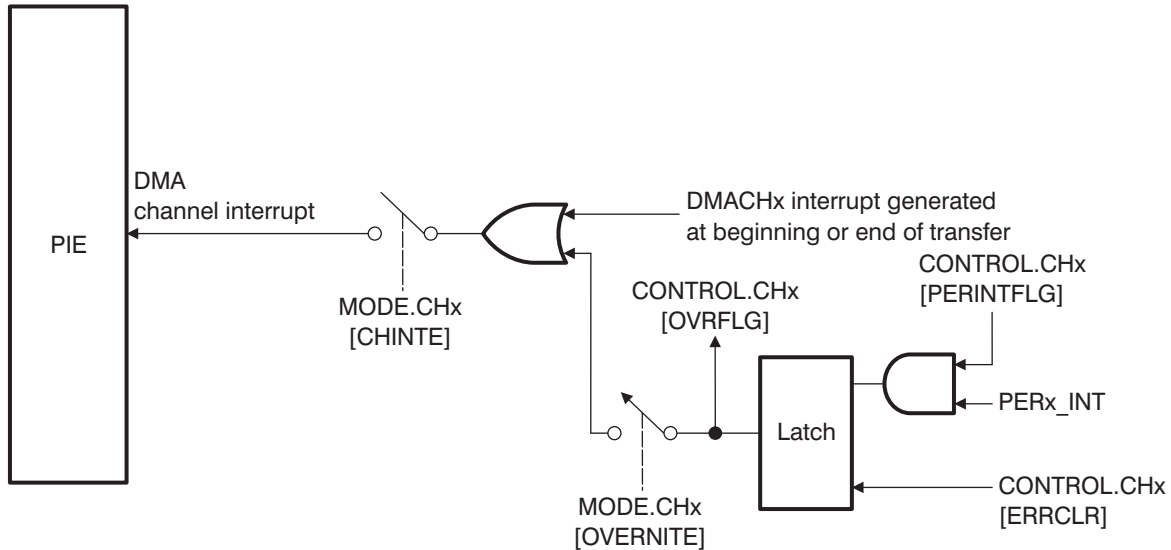 PIE
DMA
channel interrupt
DMACHx interrupt generated
at beginning or end of transfer
MODE.CHx
[CHINTE]
CONTROL.CHx
[OVRFLG]
CONTROL.CHx
[PERINTFLG]
PERx_INT
Latch
CONTROL.CHx
[ERRCLR]
MODE.CHx
[OVERNITE]